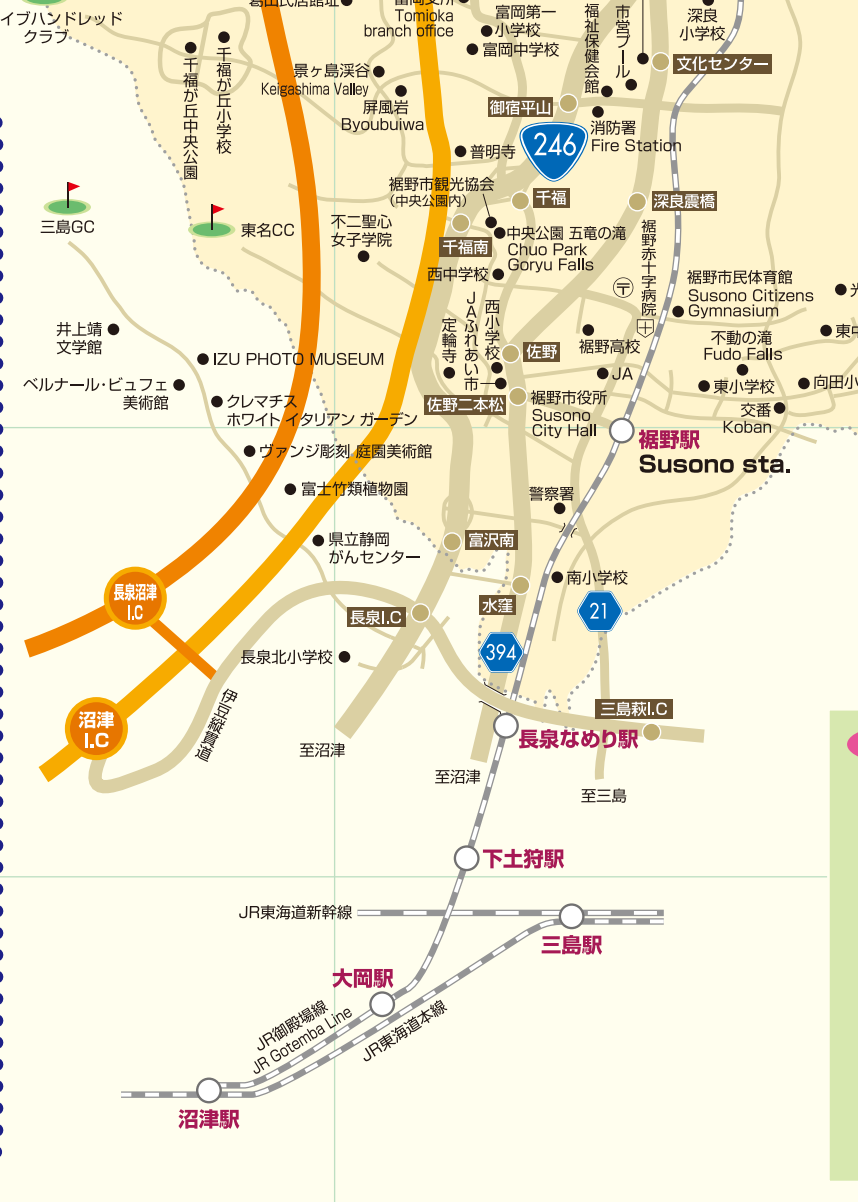 イブハンドレッド
クラブ
Tomioka
branch office
富岡第一
小学校
富岡中学校
福祉保健会館
市営プール
深良
小学校
文化センター
千福が丘中央公園
千福が丘小学校
景ヶ島渓谷
Keigashima Valley
屏風岩
Byoubuiwa
御宿平山
消防署
Fire Station
246
普明寺
裾野市観光協会
(中央公園内)
千福
深良震橋
三島GC
東名CC
不二聖心
女子学院
千福南
中央公園 五竜の滝
Chuo Park
Goryu Falls
裾野赤十字病院
西中学校
〒
裾野市民体育館
Susono Citizens
Gymnasium
井上靖
文学館
定輪寺
JAふれあい市
西小学校
佐野
裾野高校
不動の滝
Fudo Falls
IZU PHOTO MUSEUM
ベルナール・ビュフェ
美術館
クレマチス
ホワイト イタリアン ガーデン
佐野二本松
裾野市役所
Susono
City Hall
JA
東小学校
向田小
交番
Koban
裾野駅
Susono sta.
ヴァンジ彫刻 庭園美術館
富士竹類植物園
警察署
県立静岡
がんセンター
富沢南
南小学校
長泉沼津
I.C
長泉I.C
水窪
21
394
長泉北小学校
伊豆縦貫道
沼津
I.C
三島萩I.C
長泉なめり駅
至沼津
至沼津
至三島
下土狩駅
JR東海道新幹線
三島駅
大岡駅
JR御殿場線
JR Gotemba Line
JR東海道本線
沼津駅